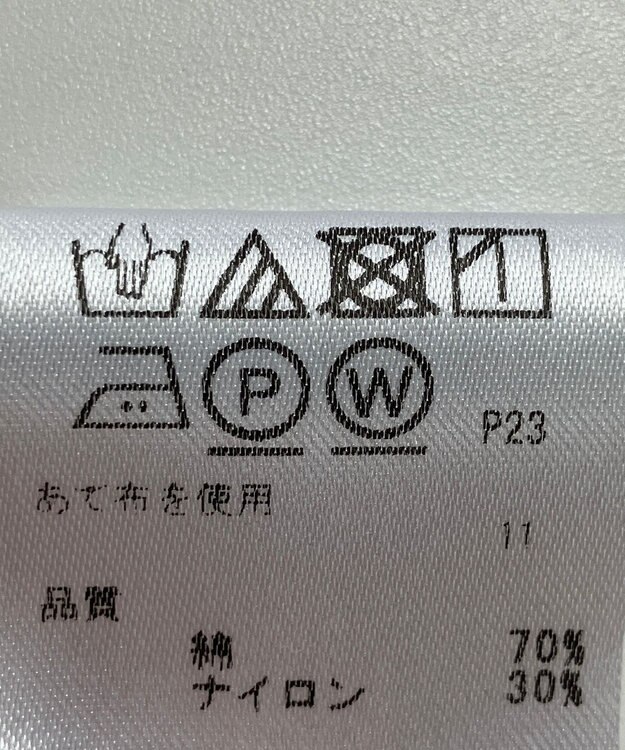 P W P23
あて布を使用
11
品質
綿 70%
ナイロン 30%